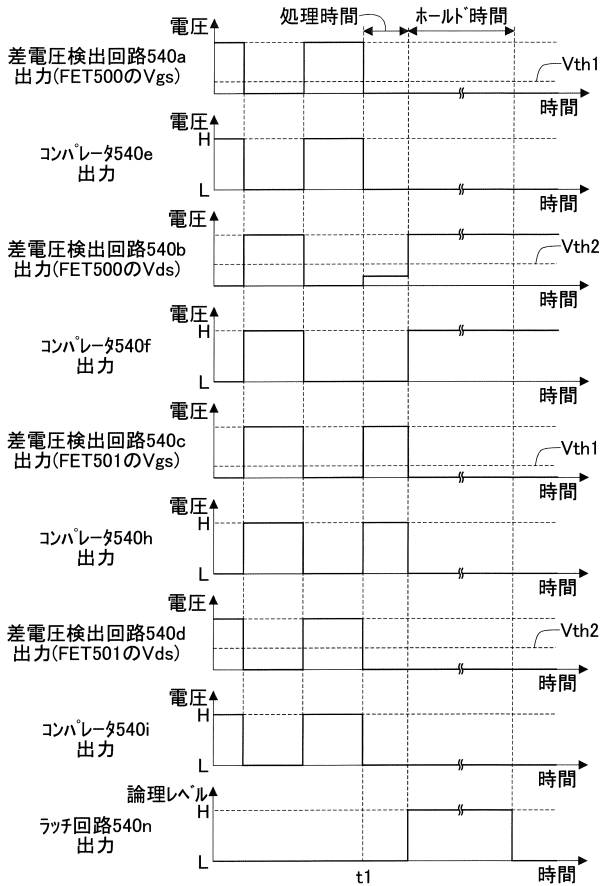 処理時間
ホールド時間
電圧
差電圧検出回路540a
出力(FET500のVgs)
Vth1
時間
電圧
H
コンパレータ540e
出力
L
時間
電圧
差電圧検出回路540b
出力(FET500のVds)
Vth2
時間
電圧
H
コンパレータ540f
出力
L
時間
電圧
差電圧検出回路540c
出力(FET501のVgs)
Vth1
時間
電圧
H
コンパレータ540h
出力
L
時間
電圧
差電圧検出回路540d
出力(FET501のVds)
Vth2
時間
電圧
H
コンパレータ540i
出力
L
時間
論理レベル
H
ラッチ回路540n
出力
L
t1
時間